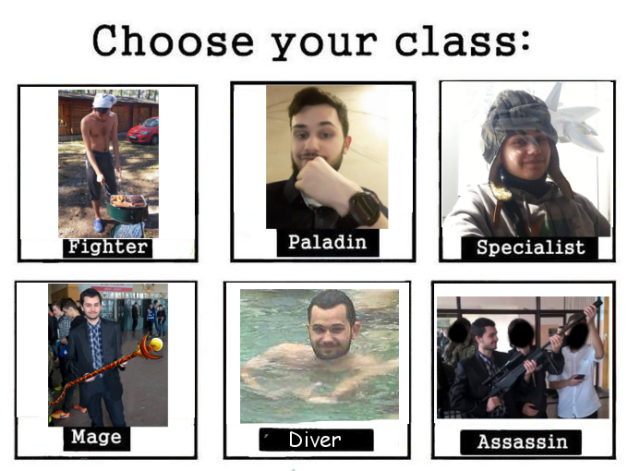 Choose your class:
Fighter
Paladin
Specialist
Mage
Diver
Assassin